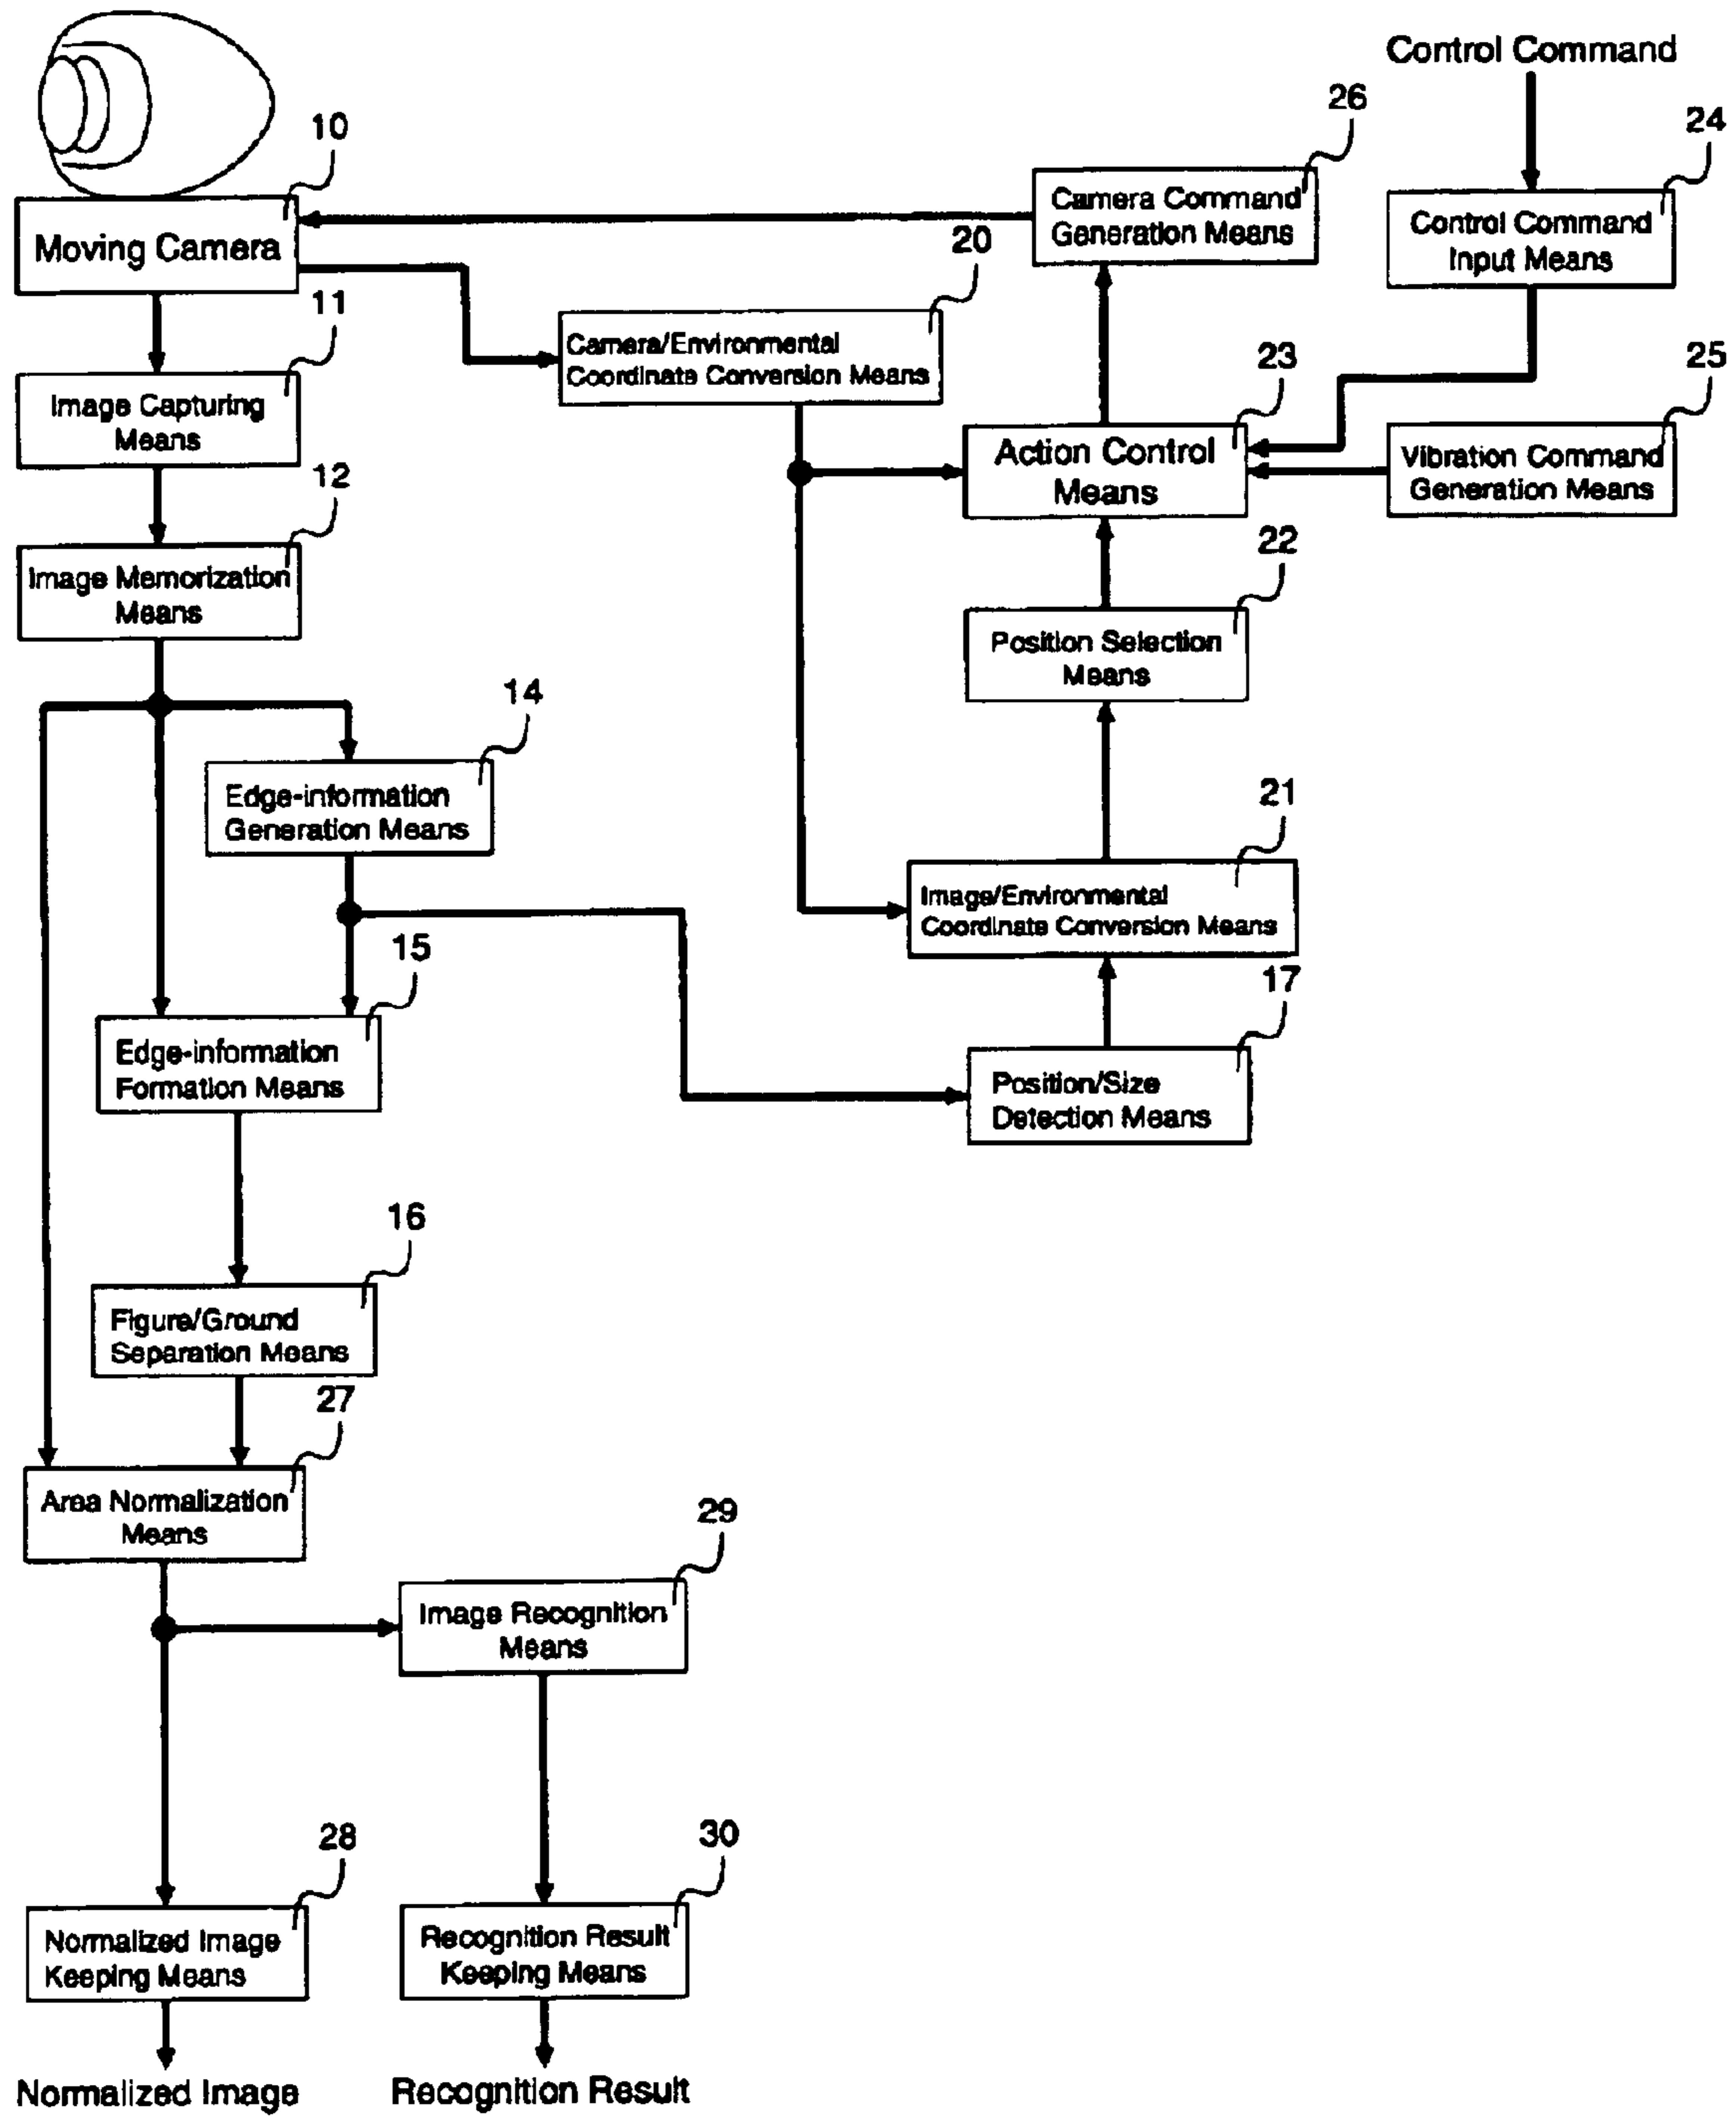 Control Command
26
24
10
Camera Command
Generation Means
Control Command
Input Means
Moving Camera
20
11
Camera/Environmental
Coordinate Conversion Means
23
25
Image Capturing
Means
Action Control
Means
Vibration Command
Generation Means
12
22
Image Memorization
Means
Position Selection
Means
14
Edge-information
Generation Means
21
Image/Environmental
Coordinate Conversion Means
15
17
Edge-information
Formation Means
Position/Size
Detection Means
16
Figure/Ground
Separation Means
27
Area Normalization
Means
29
Image Recognition
Means
28
30
Normalized Image
Keeping Means
Recognition Result
Keeping Means
Normalized Image
Recognition Result